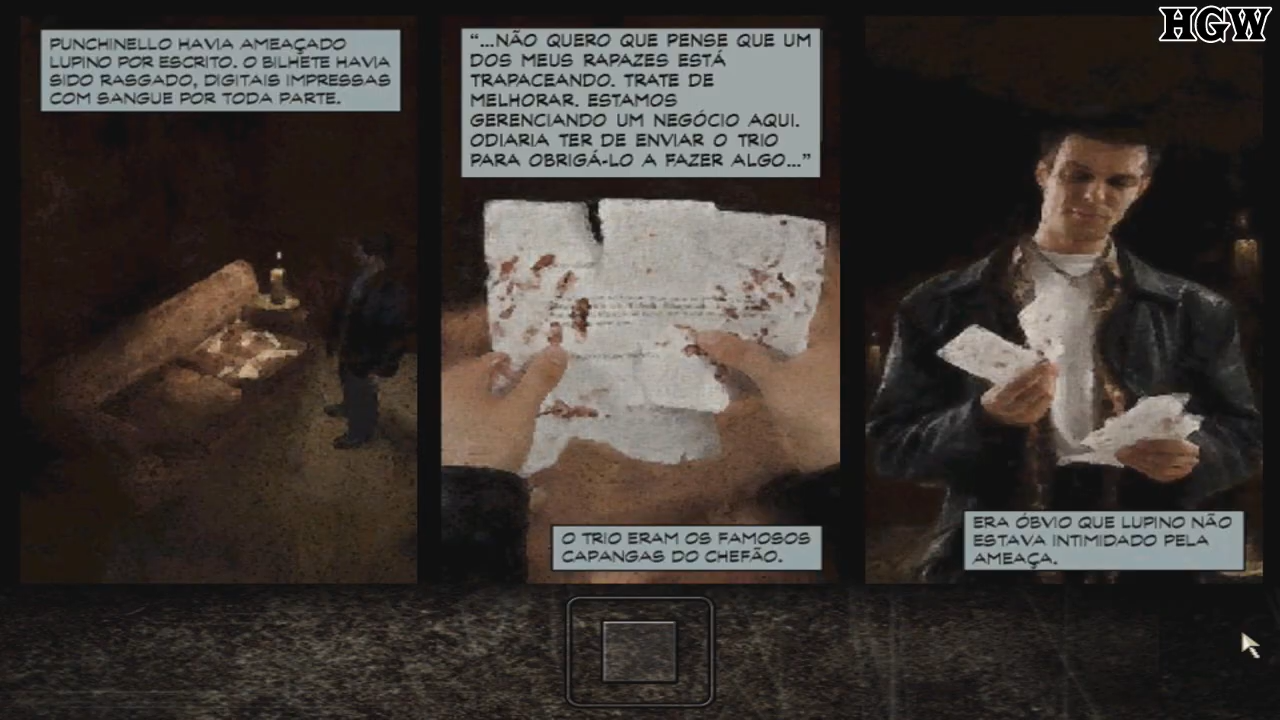 PUNCHINELLO HAVIA AMEAÇADO
LUPINO POR ESCRITO. O BILHETE HAVIA
SIDO RASGADO, DIGITAIS IMPRESSAS
COM SANGUE POR TODA PARTE.
“...NÃO QUERO QUE PENSE QUE UM
DOS MEUS RAPAZES ESTÁ
TRAPACEANDO. TRATE DE
MELHORAR. ESTAMOS
GERENCIANDO UM NEGÓCIO AQUI.
ODIARIA TER DE ENVIAR O TRIO
PARA OBRIGÁ-LO A FAZER ALGO...”
O TRIO ERAM OS FAMOSOS
CAPANGAS DO CHEFÃO.
ERA ÓBVIO QUE LUPINO NÃO
ESTAVA INTIMIDADO PELA
AMEAÇA.
HGW